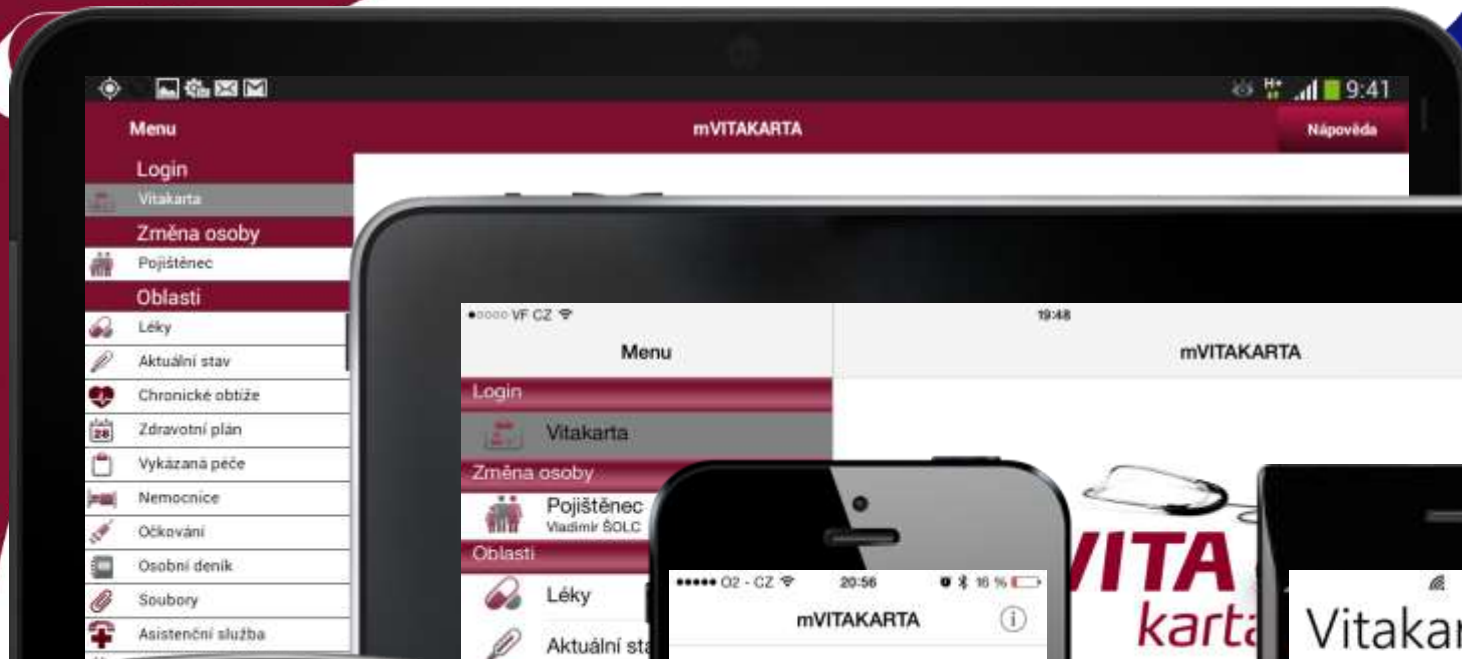 9:41
Menu
mVITAKARTA
Nápověda
Login
Vitakarta
Změna osoby
Pojištěnec
Oblasti
Léky
Aktuální stav
Chronické obtíže
Zdravotní plán
28
Vykázaná péče
Nemocnice
Očkování
Osobní deník
Soubory
Asistenční služba
VF CZ
19:48
Menu
mVITAKARTA
Login
Vitakarta
Změna osoby
Pojištěnec
Vladimír ŠOLC
Oblasti
Léky
Aktuální sta
O2 - CZ
20:56
16 %
mVITAKARTA
VITA
karta
Vitakar